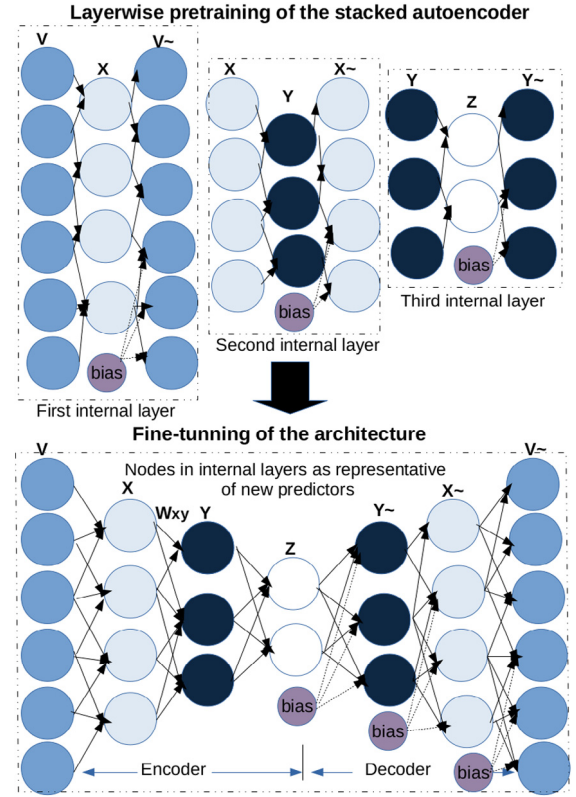 Layerwise pretraining of the stacked autoencoder
V
X
V~
bias
First internal layer
X
Y
X~
bias
Second internal layer
Y
Z
Y~
bias
Third internal layer
Fine-tunning of the architecture
Nodes in internal layers as representative
of new predictors
V
X
Wxy
Y
Z
Y~
X~
V~
bias
bias
bias
Encoder
Decoder